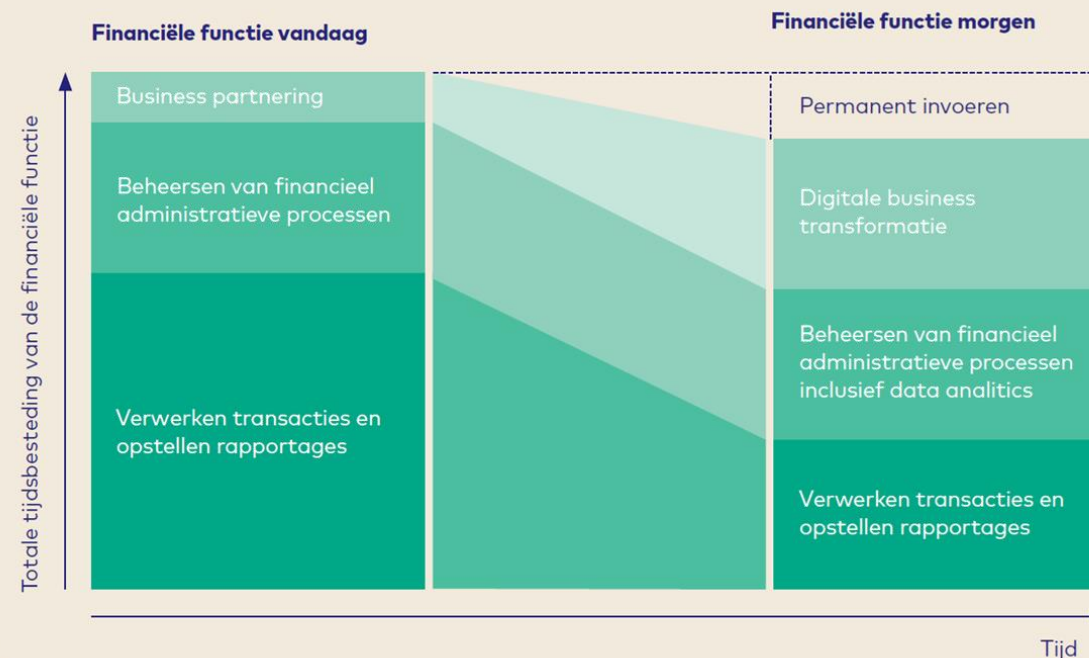 Financiële functie vandaag
Financiële functie morgen
Totale tijdsbesteding van de financiële functie
Business partnering
Beheersen van financieel
administratieve processen
Verwerken transacties en
opstellen rapportages
Permanent invoeren
Digitale business
transformatie
Beheersen van financieel
administratieve processen
inclusief data analitics
Verwerken transacties en
opstellen rapportages
Tijd